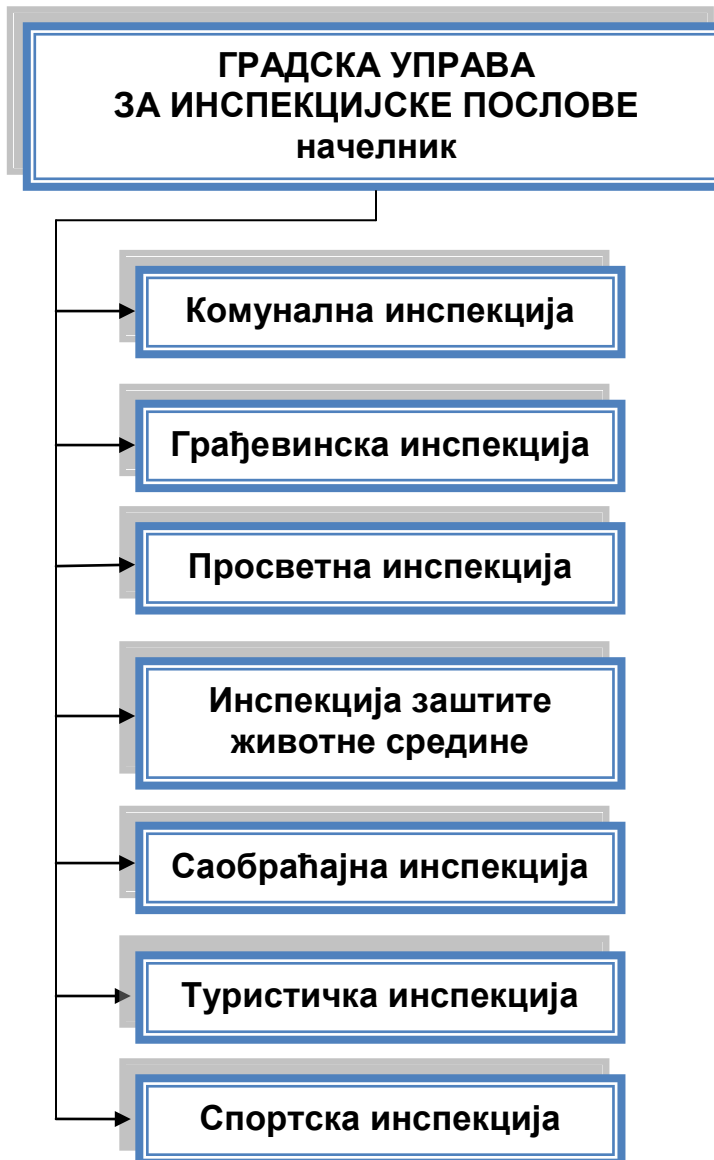 ГРАДСКА УПРАВА
ЗА ИНСПЕКЦИЈСКЕ ПОСЛОВЕ
начелник
Комунална инспекција
Грађевинска инспекција
Просветна инспекција
Инспекција заштите
животне средине
Саобраћајна инспекција
Туристичка инспекција
Спортска инспекција